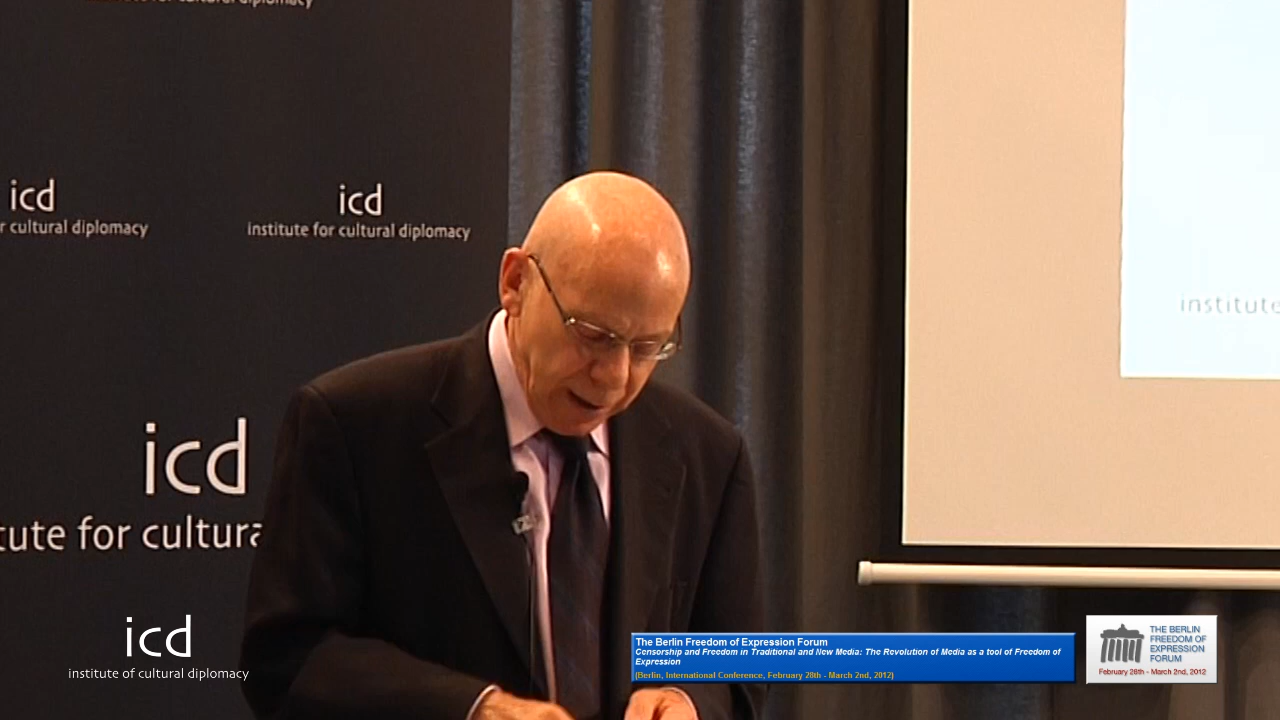 te for cultural diplomacy
icd
r cultural diplomacy
icd
institute for cultural diplomacy
icd
tute for cultura
icd
institute of cultural diplomacy
institute
The Berlin Freedom of Expression Forum
Censorship and Freedom in Traditional and New Media: The Revolution of Media as a tool of Freedom of
Expression
(Berlin, International Conference, February 28th - March 2nd, 2012)
THE BERLIN
FREEDOM OF
EXPRESSION
FORUM
February 28th - March 2nd, 2012